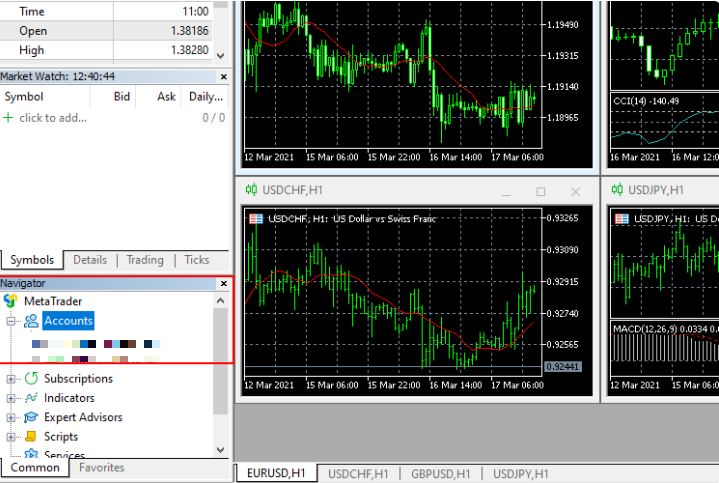 Time 11:00
Open 1.38186
High 1.38280
Market Watch: 12:40:44
Symbol Bid Ask Daily...
click to add... 0 / 0
Symbols Details Trading Ticks
Navigator
MetaTrader
Accounts
Subscriptions
Indicators
Expert Advisors
Scripts
Services
Common Favorites
1.19490
1.19315
1.19140
1.18965
12 Mar 2021 15 Mar 06:00 15 Mar 22:00 16 Mar 14:00 17 Mar 06:00
CCI(14) -140.49
16 Mar 2021 16 Mar 12:0
USDCHF,H1
USDCHF, H1: US Dollar vs Swiss Franc
0.93265
0.93090
0.92915
0.92740
0.92565
0.92441
12 Mar 2021 15 Mar 06:00 15 Mar 22:00 16 Mar 14:00 17 Mar 06:00
USDJPY,H1
USDJPY, H1: US Do
MACD(12,26,9) 0.0334 0.0
12 Mar 2021 15 Mar 06:0
EURUSD,H1 USDCHF,H1 GBPUSD,H1 USDJPY,H1